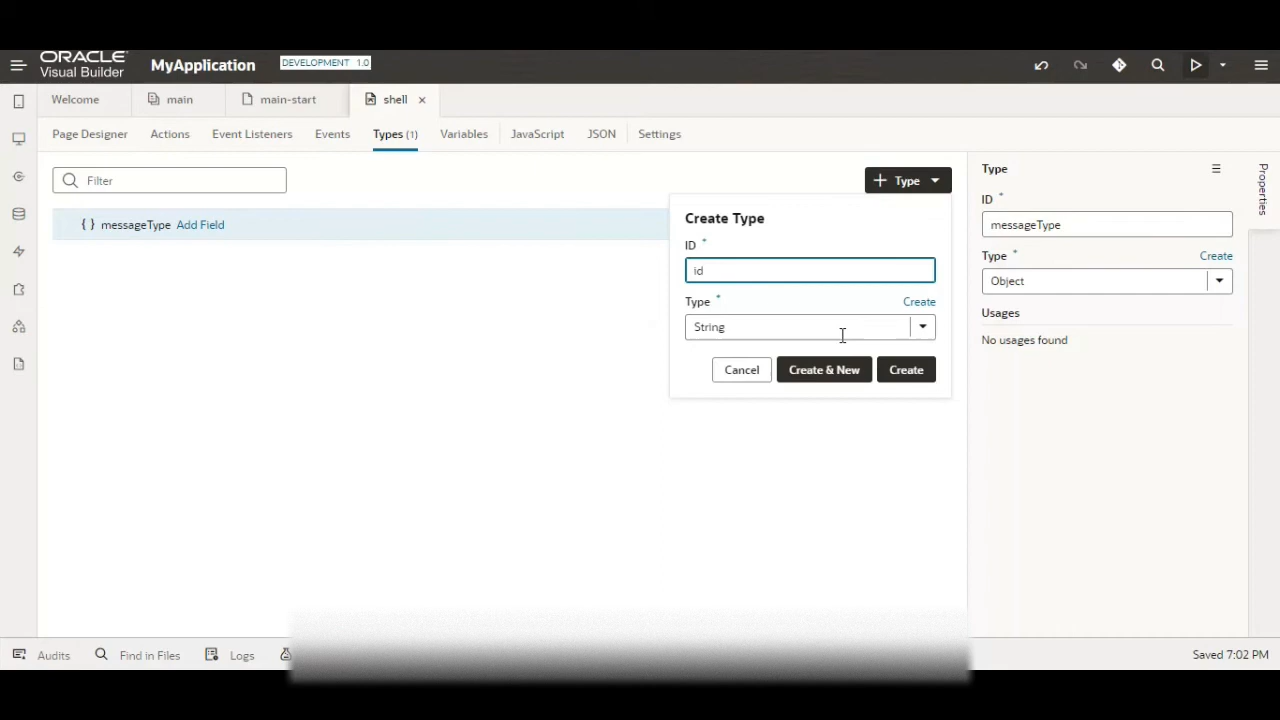 ORACLE
Visual Builder
MyApplication
DEVELOPMENT 1.0
Welcome
main
main-start
shell
Page Designer
Actions
Event Listeners
Events
Types (1)
Variables
JavaScript
JSON
Settings
Filter
Type
{ } messageType Add Field
Create Type
ID *
id
Type *
Create
String
Cancel
Create & New
Create
Type
ID *
messageType
Type *
Create
Object
Usages
No usages found
Properties
Audits
Find in Files
Logs
Saved 7:02 PM